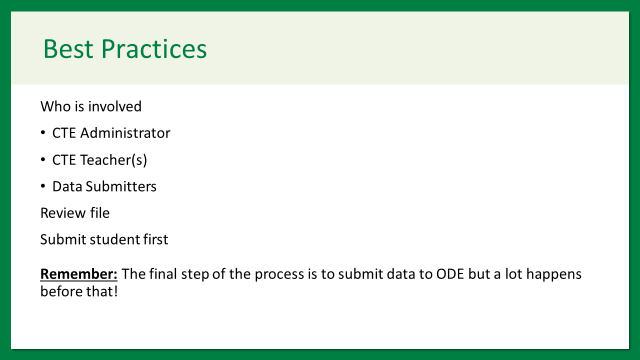 Best Practices
Who is involved
• CTE Administrator
• CTE Teacher(s)
• Data Submitters
Review file
Submit student first
Remember: The final step of the process is to submit data to ODE but a lot happens
before that!